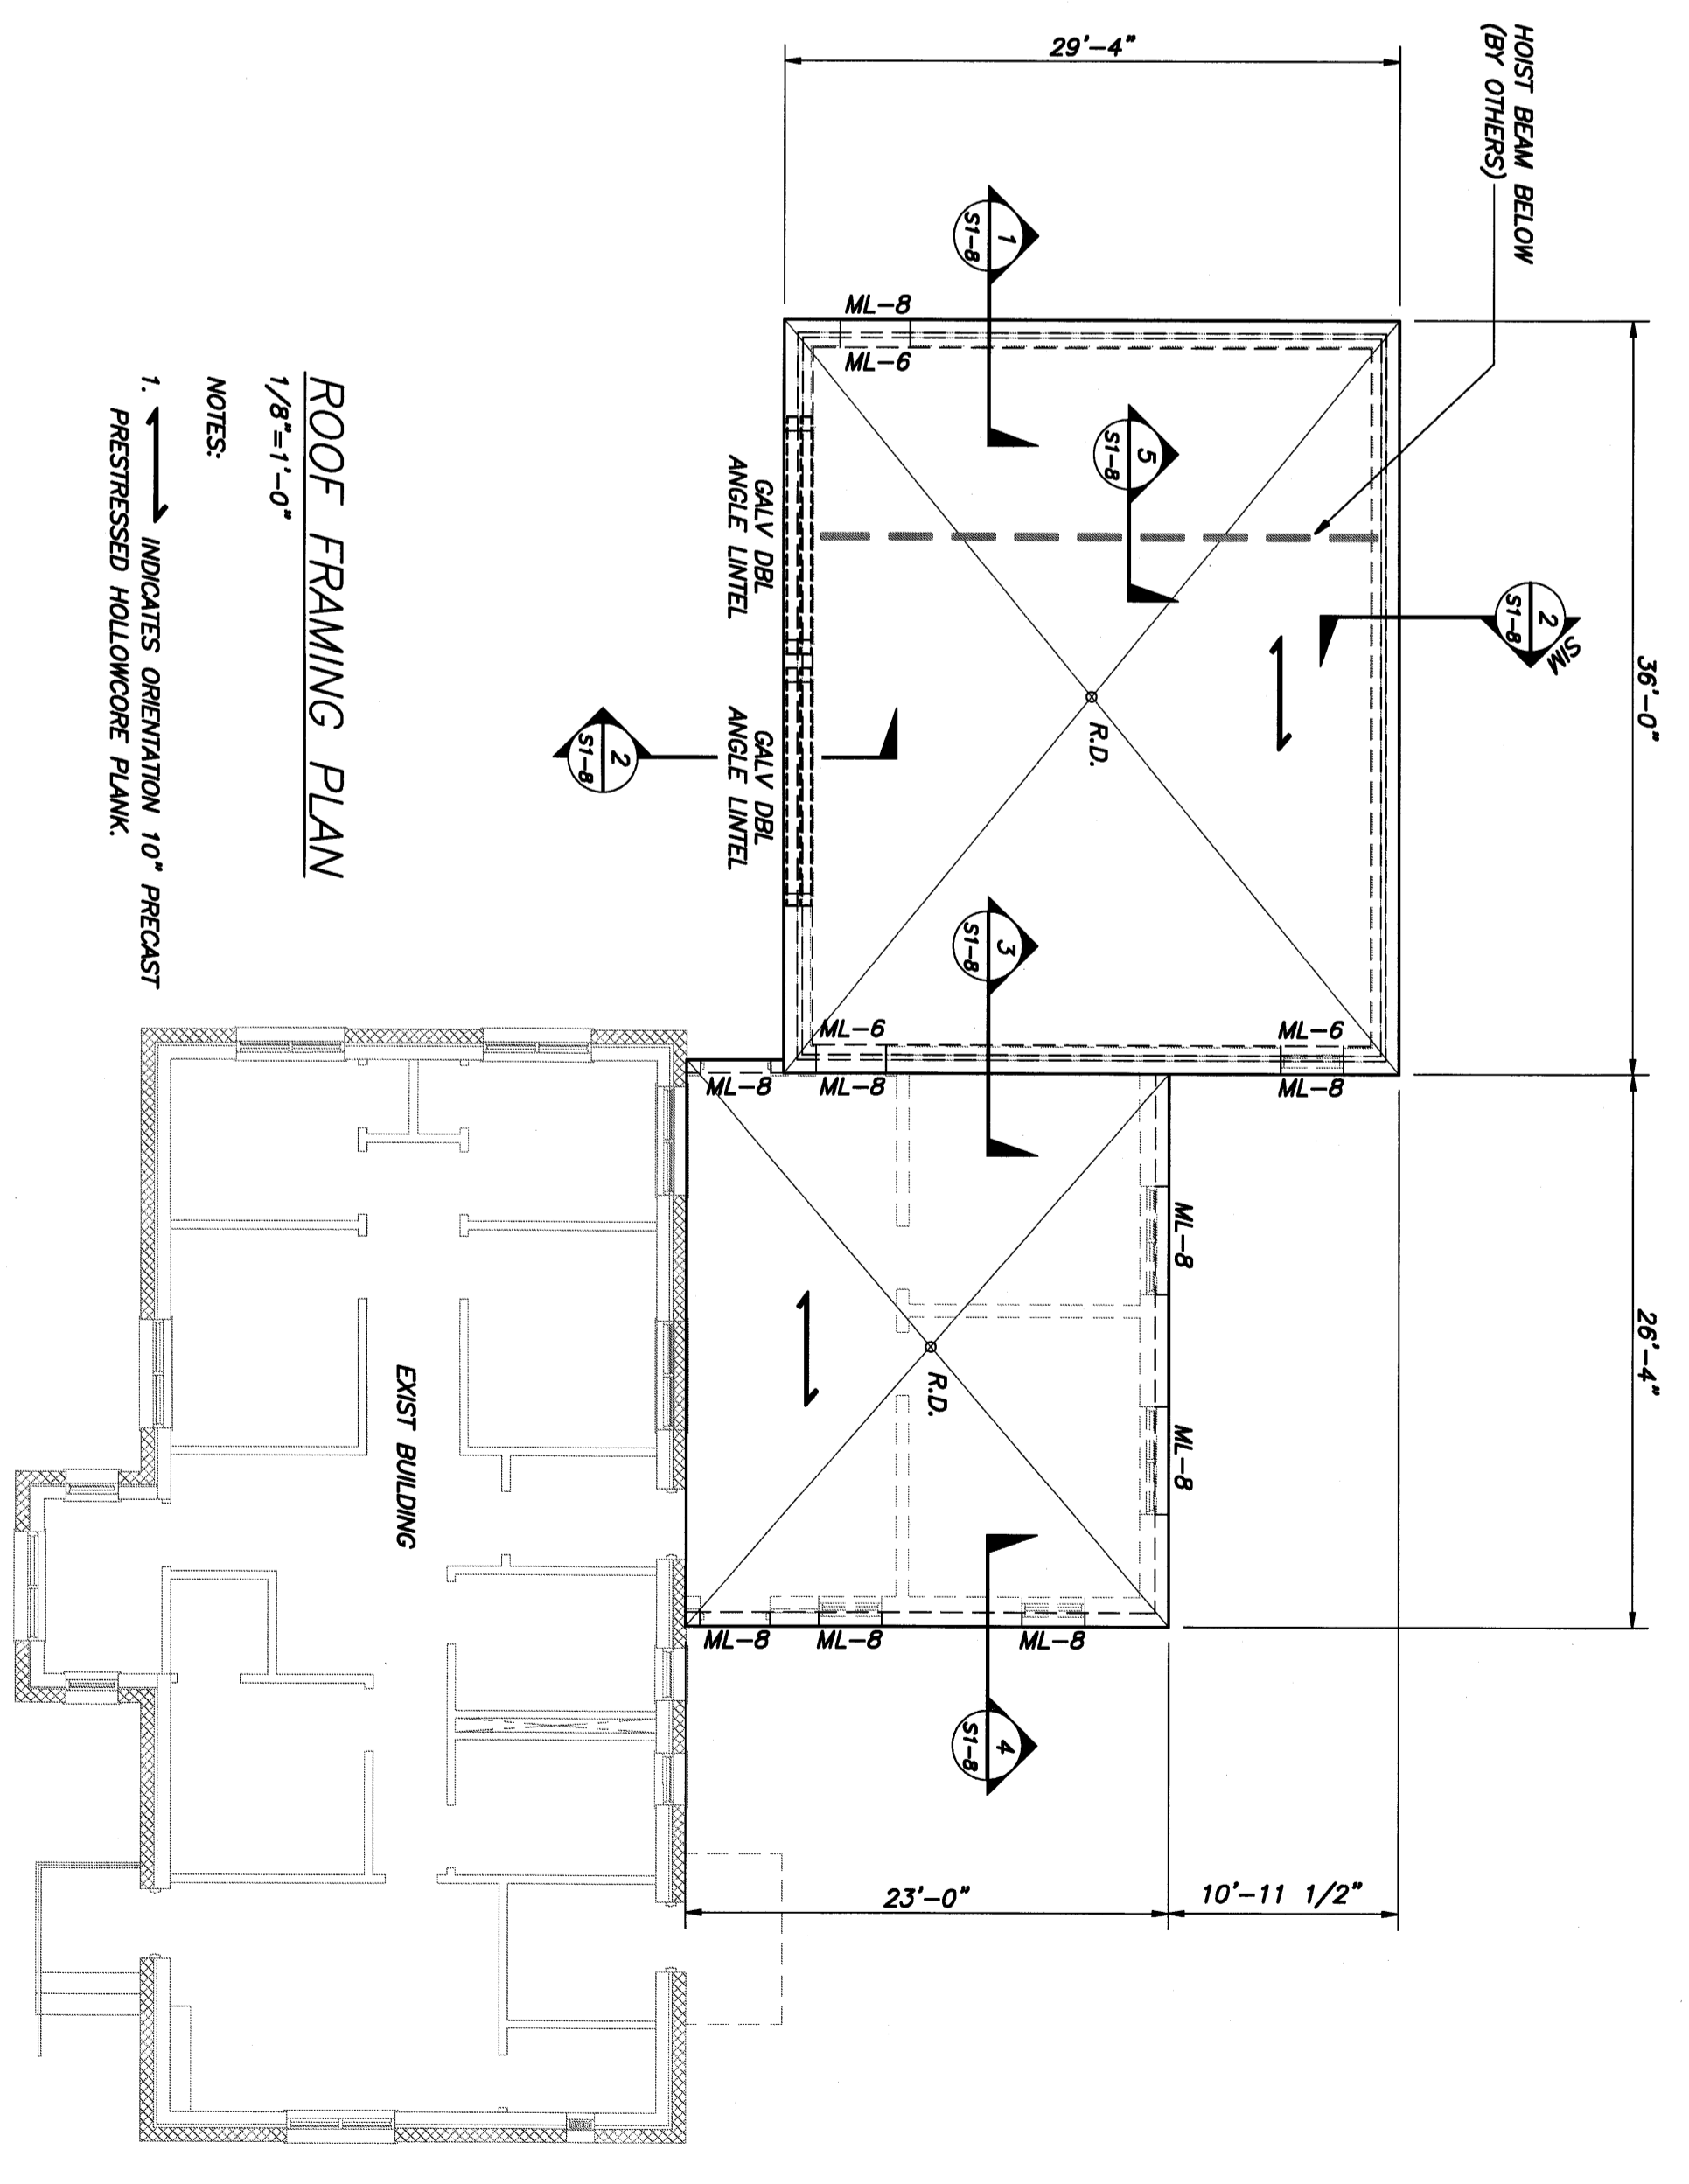 HOIST BEAM BELOW
(BY OTHERS)
36'-0"
26'-4"
29'-4"
10'-11 1/2"
23'-0"
2
S1-8
SIM
1
S1-8
5
S1-8
ML-8
ML-6
R.D.
ML-6
ML-8
ML-8
ML-8
3
S1-8
ML-6
ML-8
ML-8
R.D.
ML-8
ML-8
ML-8
4
S1-8
GALV DBL
ANGLE LINTEL
GALV DBL
ANGLE LINTEL
2
S1-8
EXIST BUILDING
ROOF FRAMING PLAN
1/8"=1'-0"
NOTES:
1. INDICATES ORIENTATION 10" PRECAST
PRESTRESSED HOLLOWCORE PLANK.